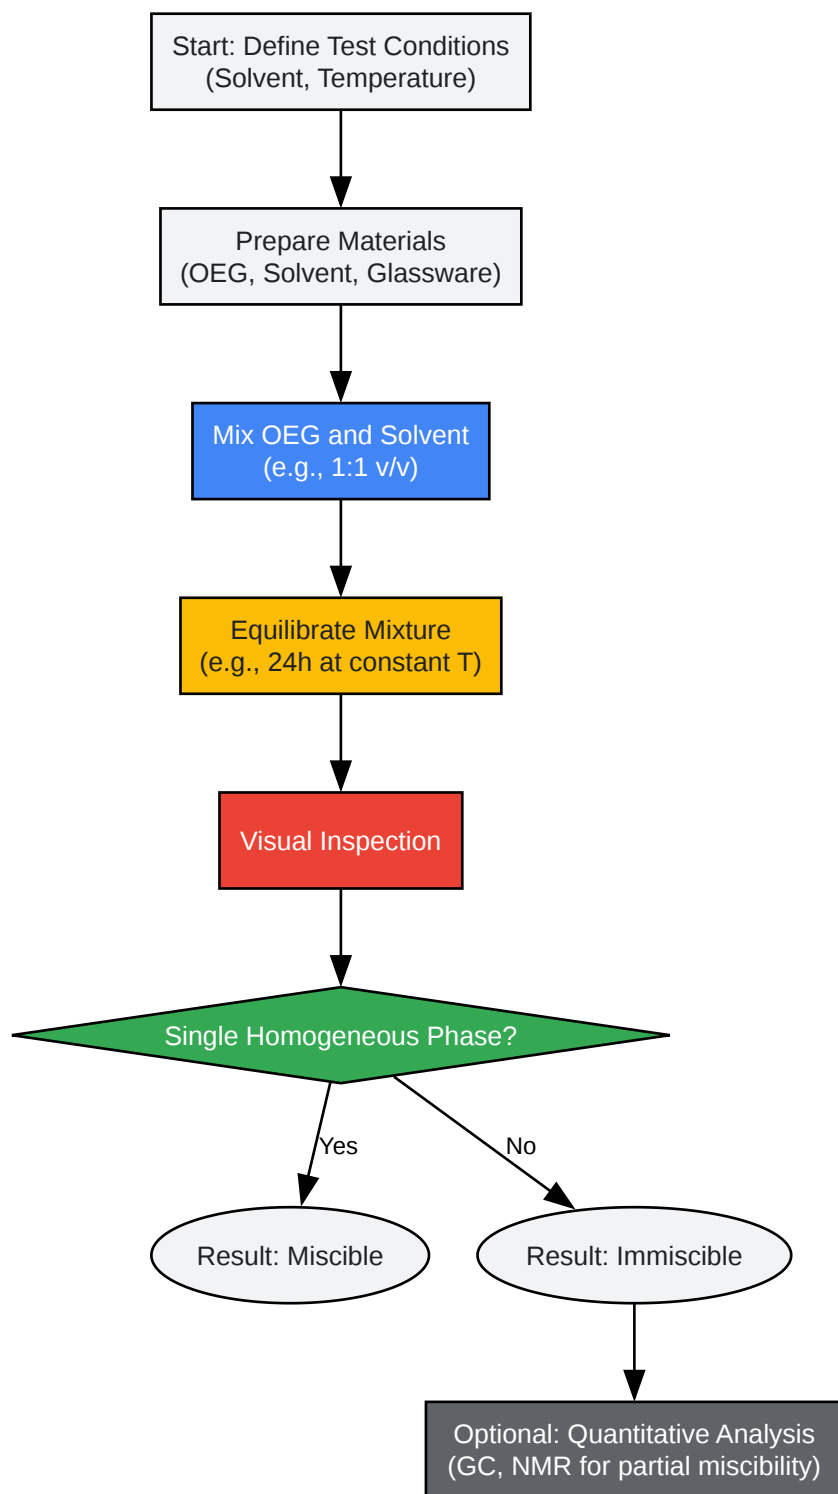 Start: Define Test Conditions
(Solvent, Temperature)
Prepare Materials
(OEG, Solvent, Glassware)
Mix OEG and Solvent
(e.g., 1:1 v/v)
Equilibrate Mixture
(e.g., 24h at constant T)
Visual Inspection
Single Homogeneous Phase?
Yes
No
Result: Miscible
Result: Immiscible
Optional: Quantitative Analysis
(GC, NMR for partial miscibility)